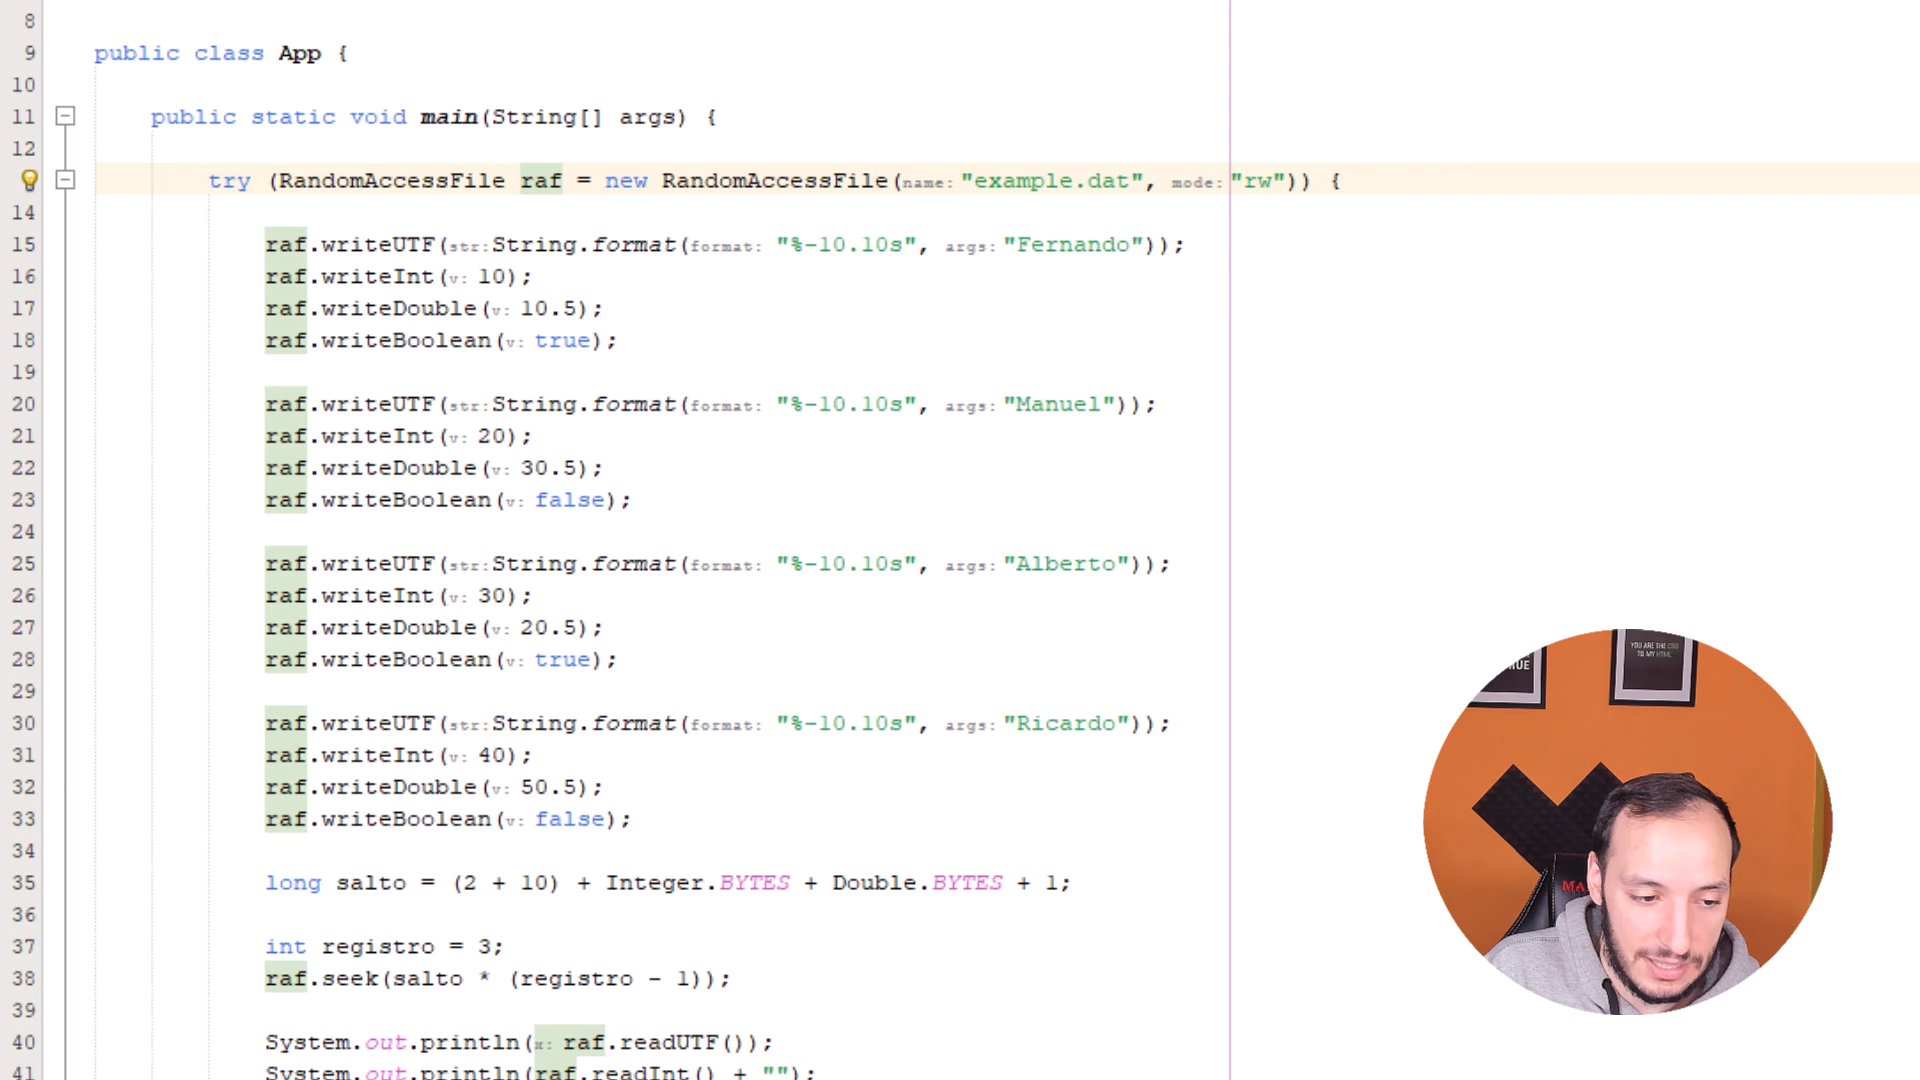 8
9 public class App {
10
11 public static void main(String[] args) {
12
try (RandomAccessFile raf = new RandomAccessFile(name: "example.dat", mode: "rw")) {
14
15 raf.writeUTF(str: String.format(format: "%-10.10s", args: "Fernando"));
16 raf.writeInt(v: 10);
17 raf.writeDouble(v: 10.5);
18 raf.writeBoolean(v: true);
19
20 raf.writeUTF(str: String.format(format: "%-10.10s", args: "Manuel"));
21 raf.writeInt(v: 20);
22 raf.writeDouble(v: 30.5);
23 raf.writeBoolean(v: false);
24
25 raf.writeUTF(str: String.format(format: "%-10.10s", args: "Alberto"));
26 raf.writeInt(v: 30);
27 raf.writeDouble(v: 20.5);
28 raf.writeBoolean(v: true);
29
30 raf.writeUTF(str: String.format(format: "%-10.10s", args: "Ricardo"));
31 raf.writeInt(v: 40);
32 raf.writeDouble(v: 50.5);
33 raf.writeBoolean(v: false);
34
35 long salto = (2 + 10) + Integer.BYTES + Double.BYTES + 1;
36
37 int registro = 3;
38 raf.seek(salto * (registro - 1));
39
40 System.out.println(x: raf.readUTF());
41 System.out.println(raf.readInt() + "");
YOU ARE THE CSS
TO MY HTML